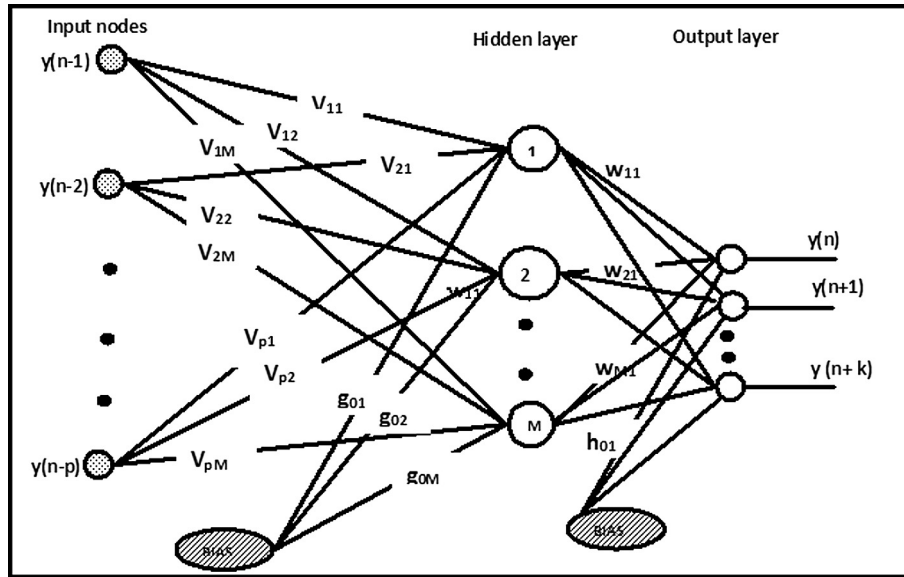 Input nodes
Hidden layer
Output layer
y(n-1)
V₁₁
V₁₂
V₁M
1
w₁₁
V₂₁
y(n-2)
V₂₂
V₂M
y(n)
2
w₂₁
w₁₁
y(n+1)
Vp₁
Vp₂
wM₁
y (n+ k)
g₀₁
g₀₂
M
y(n-p)
VpM
g₀M
h₀₁
BIAS
BIAS